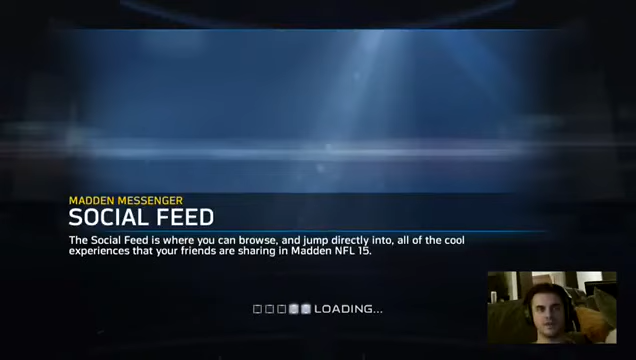 MADDEN MESSENGER
SOCIAL FEED
The Social Feed is where you can browse, and jump directly into, all of the cool
experiences that your friends are sharing in Madden NFL 15.
LOADING...